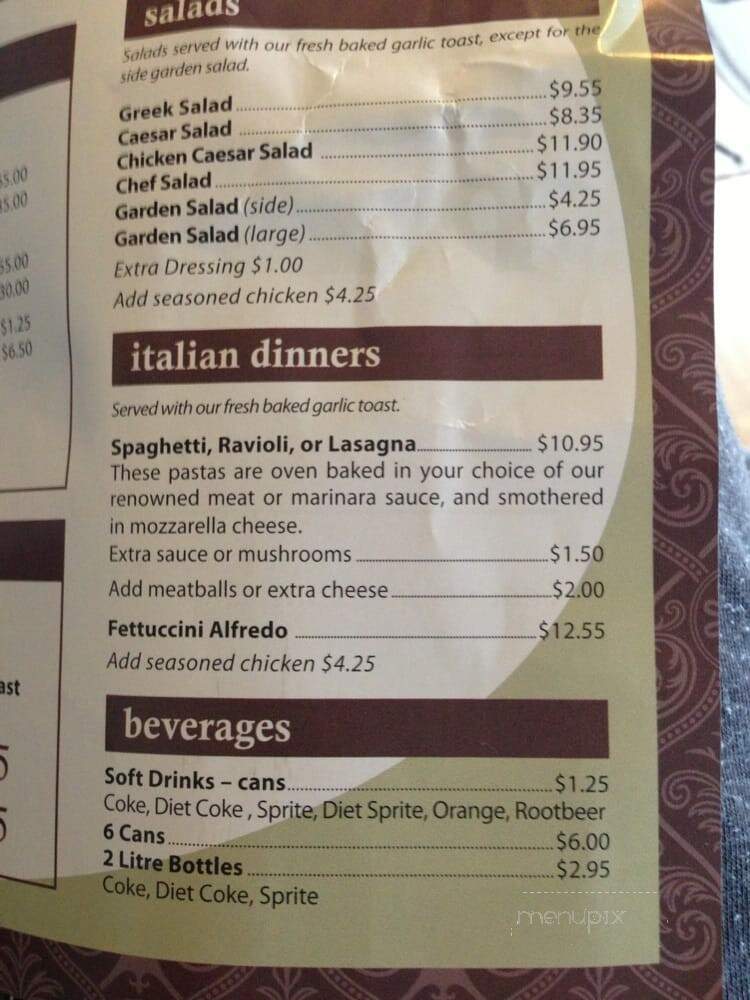 salads
Salads served with our fresh baked garlic toast, except for the
side garden salad.
Greek Salad $9.55
Caesar Salad $8.35
Chicken Caesar Salad $11.90
Chef Salad $11.95
Garden Salad (side) $4.25
Garden Salad (large) $6.95
Extra Dressing $1.00
Add seasoned chicken $4.25
italian dinners
Served with our fresh baked garlic toast.
Spaghetti, Ravioli, or Lasagna $10.95
These pastas are oven baked in your choice of our
renowned meat or marinara sauce, and smothered
in mozzarella cheese.
Extra sauce or mushrooms $1.50
Add meatballs or extra cheese $2.00
Fettuccini Alfredo $12.55
Add seasoned chicken $4.25
beverages
Soft Drinks – cans $1.25
Coke, Diet Coke , Sprite, Diet Sprite, Orange, Rootbeer
6 Cans $6.00
2 Litre Bottles $2.95
Coke, Diet Coke, Sprite
$1.25
$6.50
menupix